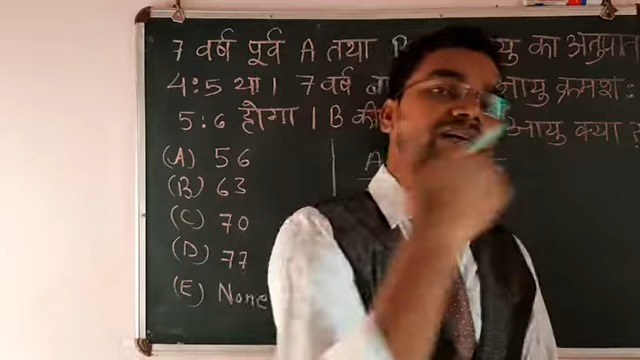 7 वर्ष पूर्व A तथा B आयु का अनुपात
4:5 था। 7 वर्ष आयु क्रमशः
5:6 होगा। B की आयु क्या ?
(A) 56
(B) 63
(C) 70
(D) 77
(E) None
A